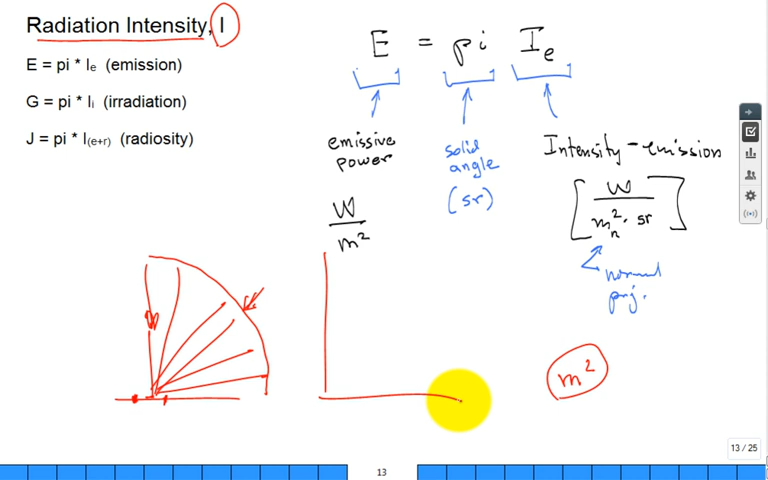 Radiation Intensity, I
E = pi * Ie (emission)
G = pi * Ii (irradiation)
J = pi * I(e+r) (radiosity)
E = pi Ie
emissive
power
W
m²
solid
angle
(sr)
Intensity - emission
[W
m²n · sr]
normal
prj.
m²
13 / 25
13